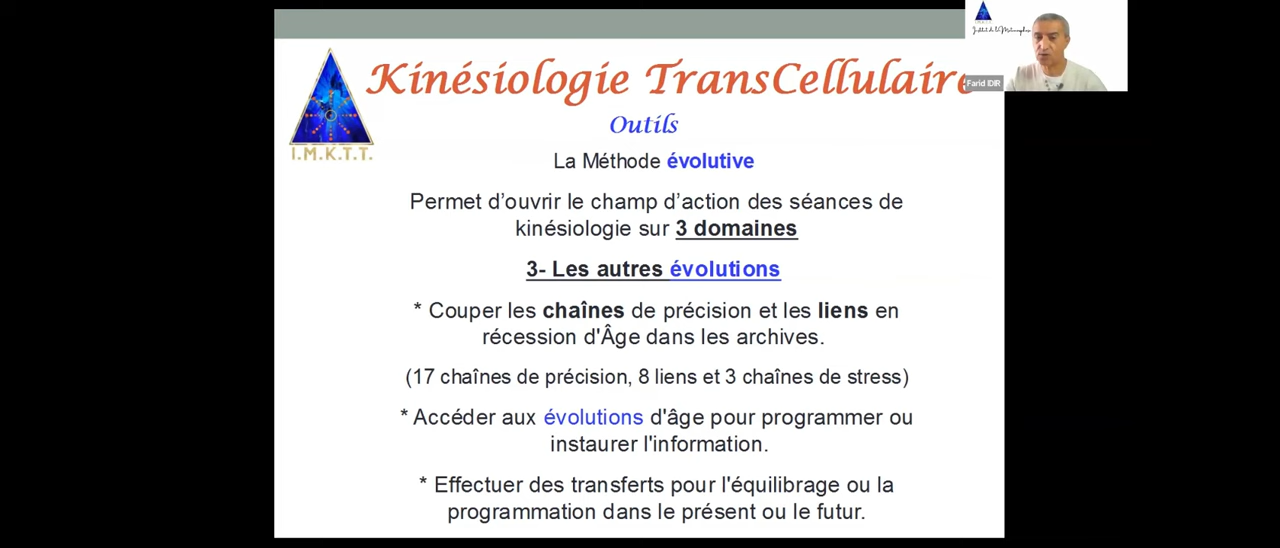 Kinésiologie TransCellulaire
Outils
I.M.K.T.T.
La Méthode évolutive
Permet d'ouvrir le champ d'action des séances de
kinésiologie sur 3 domaines
3- Les autres évolutions
* Couper les chaînes de précision et les liens en
récession d'Âge dans les archives.
(17 chaînes de précision, 8 liens et 3 chaînes de stress)
* Accéder aux évolutions d'âge pour programmer ou
instaurer l'information.
* Effectuer des transferts pour l'équilibrage ou la
programmation dans le présent ou le futur.
Farid IDIR